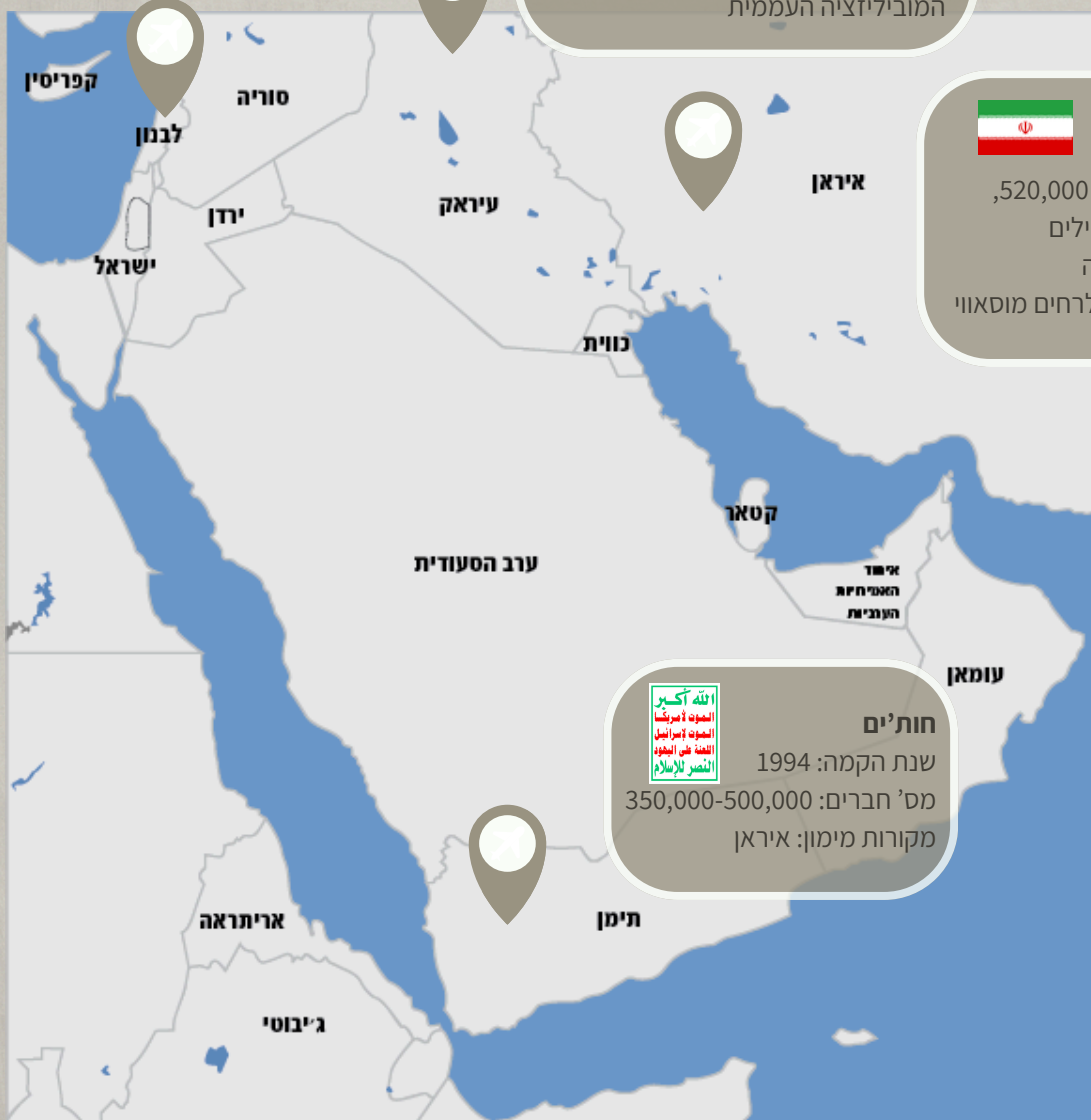 המוביליזציה העממית
קפריסין
סוריה
לבנון
עיראק
איראן
ירדן
ישראל
520,000,
ילים
ה
לרחים מוסאווי
כווית
קטאר
ערב הסעודית
איחוד
האמירויות
הערביות
עומאן
الله أكبر
الموت لأمريكا
الموت لإسرائيل
اللعنة على اليهود
النصر للإسلام
חות’ים
שנת הקמה: 1994
מס’ חברים: 350,000-500,000
מקורות מימון: איראן
תימן
אריתראה
ג׳יבוטי